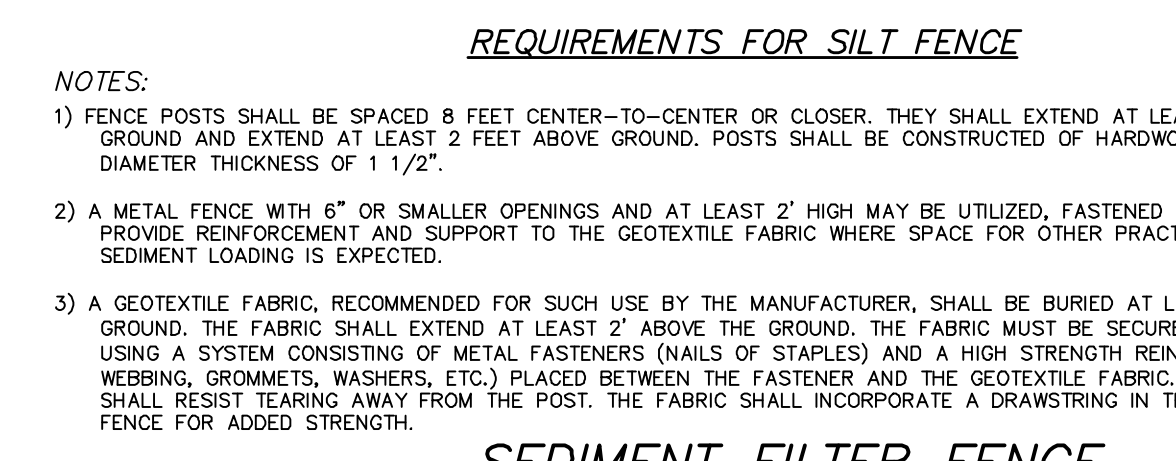 REQUIREMENTS FOR SILT FENCE
NOTES:
1) FENCE POSTS SHALL BE SPACED 8 FEET CENTER-TO-CENTER OR CLOSER. THEY SHALL EXTEND AT
GROUND AND EXTEND AT LEAST 2 FEET ABOVE GROUND. POSTS SHALL BE CONSTRUCTED OF
DIAMETER THICKNESS OF 1 1/2".
2) A METAL FENCE WITH 6" OR SMALLER OPENINGS AND AT LEAST 2' HIGH MAY BE UTILIZED, FASTENED
PROVIDE REINFORCEMENT AND SUPPORT TO THE GEOTEXTILE FABRIC WHERE SPACE FOR OTHER
SEDIMENT LOADING IS EXPECTED.
3) A GEOTEXTILE FABRIC, RECOMMENDED FOR SUCH USE BY THE MANUFACTURER, SHALL BE BURIED AT
GROUND. THE FABRIC SHALL EXTEND AT LEAST 2' ABOVE THE GROUND. THE FABRIC MUST BE
USING A SYSTEM CONSISTING OF METAL FASTENERS (NAILS OF STAPLES) AND A HIGH STRENGTH
WEBBING, GROMMETS, WASHERS, ETC.) PLACED BETWEEN THE FASTENER AND THE GEOTEXTILE FABRIC.
SHALL RESIST TEARING AWAY FROM THE POST. THE FABRIC SHALL INCORPORATE A DRAWSTRING IN
FENCE FOR ADDED STRENGTH.
SEDIMENT FILTER FENCE